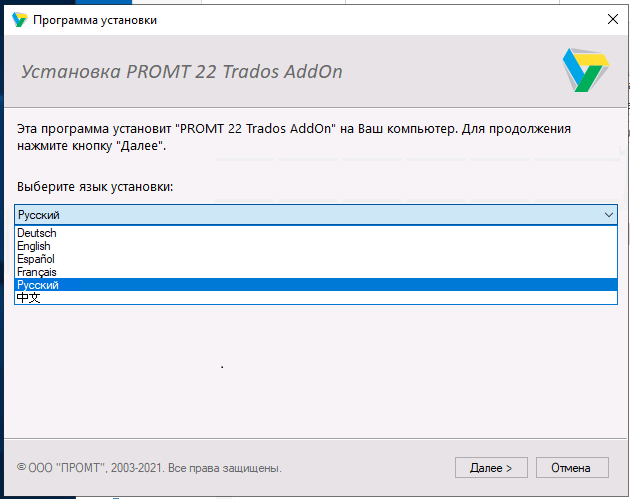 Программа установки
Установка PROMT 22 Trados AddOn
Эта программа установит "PROMT 22 Trados AddOn" на Ваш компьютер. Для продолжения
нажмите кнопку "Далее".
Выберите язык установки:
Русский
Deutsch
English
Español
Français
Русский
中文
© ООО "ПРОМТ", 2003-2021. Все права защищены.
Далее >
Отмена